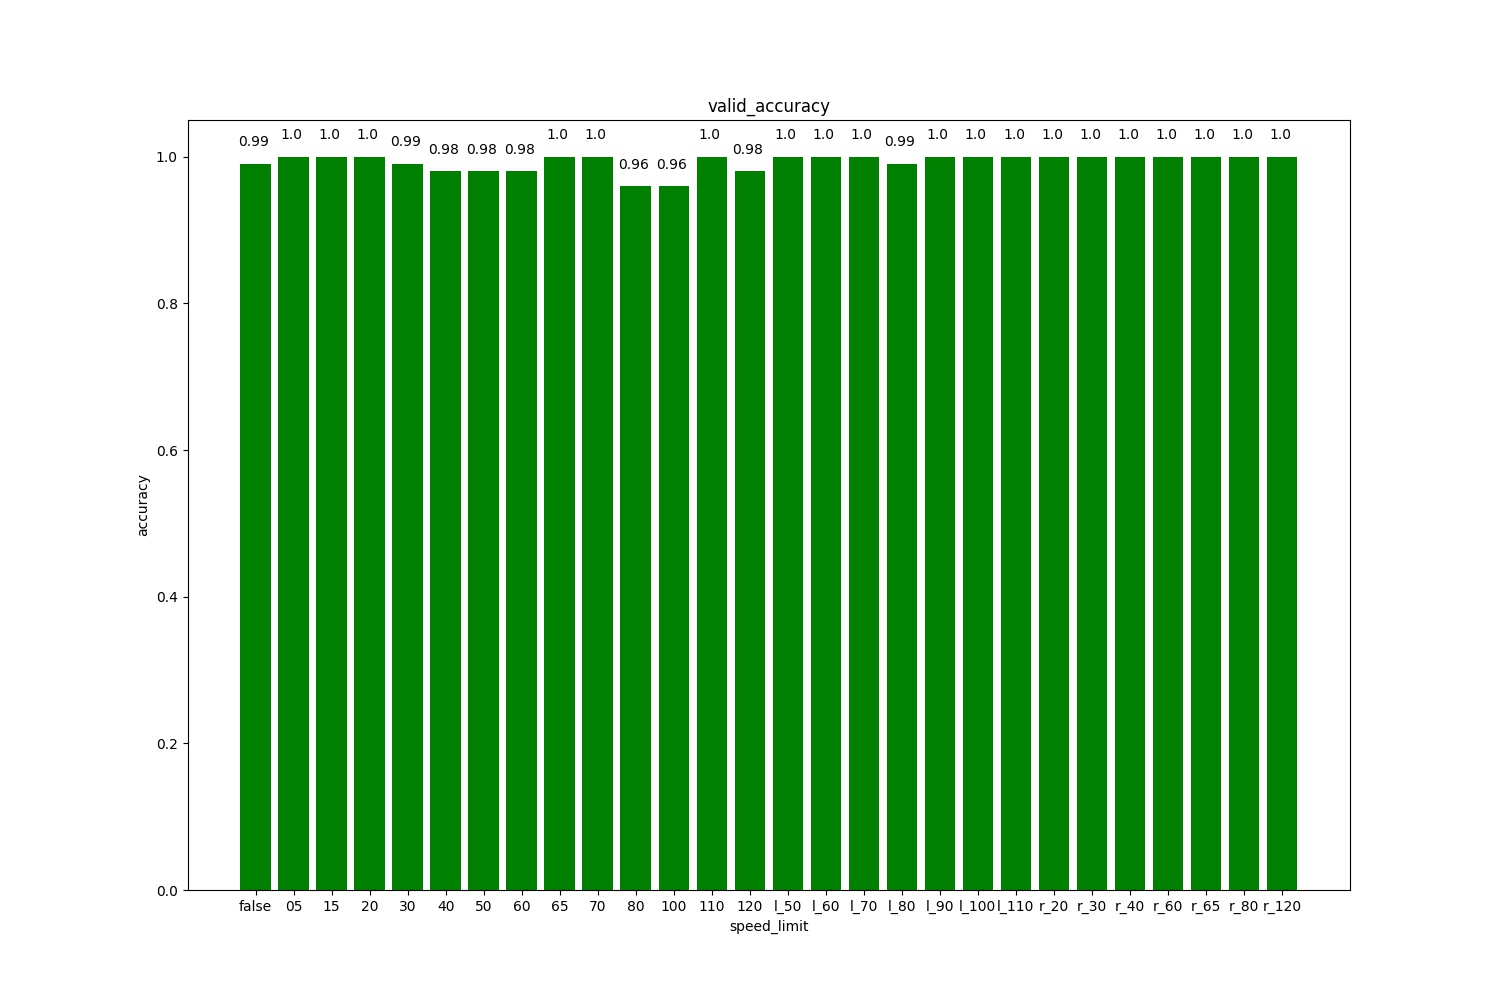 valid_accuracy
0.99 1.0 1.0 1.0 0.99 0.98 0.98 0.98 1.0 1.0 0.96 0.96 1.0 0.98 1.0 1.0 1.0 0.99 1.0 1.0 1.0 1.0 1.0 1.0 1.0 1.0 1.0 1.0
1.0
0.8
0.6
0.4
0.2
0.0
accuracy
false 05 15 20 30 40 50 60 65 70 80 100 110 120 l_50 l_60 l_70 l_80 l_90 l_100 l_110 r_20 r_30 r_40 r_60 r_65 r_80 r_120
speed_limit